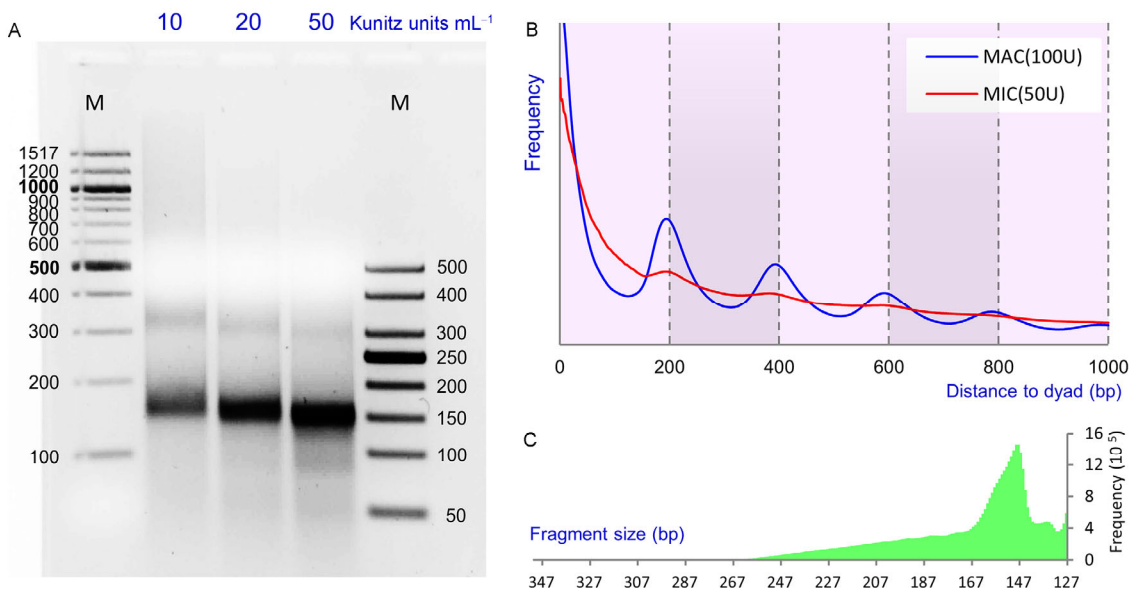 A
10 20 50 Kunitz units mL⁻¹
M M
1517
1200
1000
900
800
700
600
500
400
300
200
100
500
400
300
250
200
150
100
50
B
MAC(100U)
MIC(50U)
Frequency
0 200 400 600 800 1000
Distance to dyad (bp)
C
Fragment size (bp)
16
12
8
4
0
Frequency (10⁵)
347 327 307 287 267 247 227 207 187 167 147 127